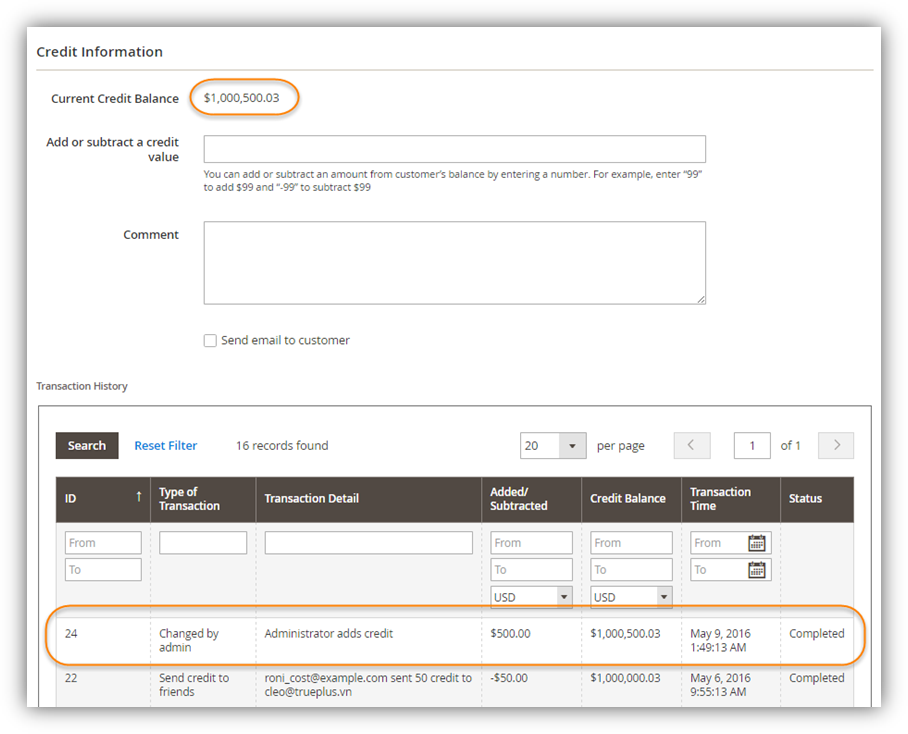 Credit Information
Current Credit Balance $1,000,500.03
Add or subtract a credit
value
You can add or subtract an amount from customer's balance by entering a number. For example, enter “99”
to add $99 and “-99” to subtract $99
Comment
Send email to customer
Transaction History
Search Reset Filter 16 records found 20 per page 1 of 1
ID ↑ Type of Transaction Transaction Detail Added/ Subtracted Credit Balance Transaction Time Status
From From From From
To To To To
USD USD
24 Changed by admin Administrator adds credit $500.00 $1,000,500.03 May 9, 2016 1:49:13 AM Completed
22 Send credit to friends roni_cost@example.com sent 50 credit to cleo@trueplus.vn -$50.00 $1,000,000.03 May 6, 2016 9:55:13 AM Completed